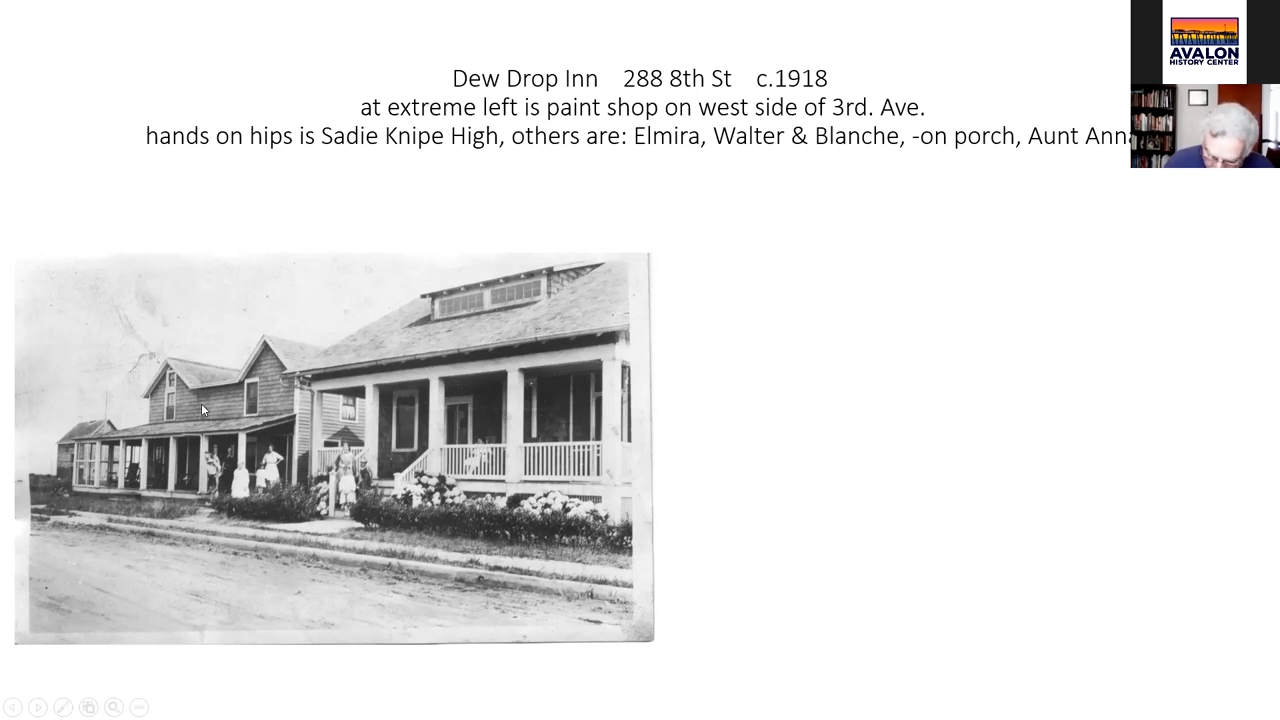 Dew Drop Inn 288 8th St c.1918
at extreme left is paint shop on west side of 3rd. Ave.
hands on hips is Sadie Knipe High, others are: Elmira, Walter & Blanche, -on porch, Aunt Anna
AVALON
HISTORY CENTER